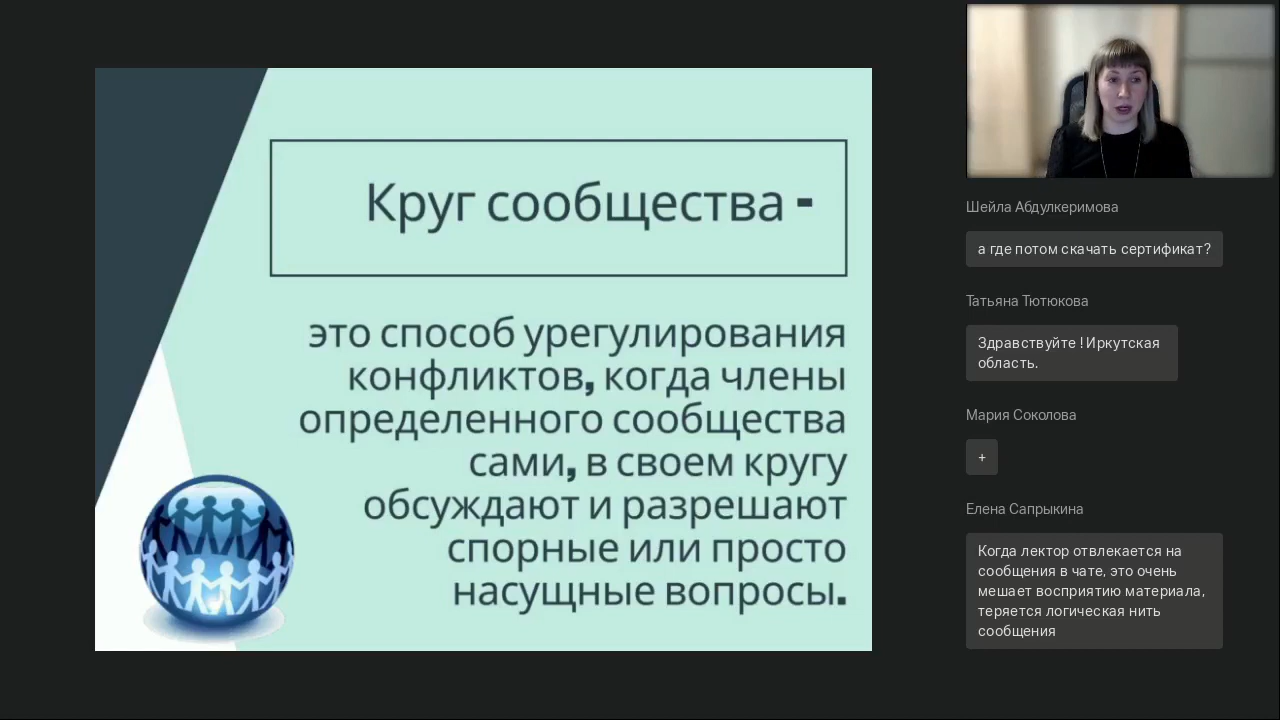 Круг сообщества -
это способ урегулирования
конфликтов, когда члены
определенного сообщества
сами, в своем кругу
обсуждают и разрешают
спорные или просто
насущные вопросы.
Шейла Абдулкеримова
а где потом скачать сертификат?
Татьяна Тютюкова
Здравствуйте ! Иркутская
область.
Мария Соколова
+
Елена Сапрыкина
Когда лектор отвлекается на
сообщения в чате, это очень
мешает восприятию материала,
теряется логическая нить
сообщения